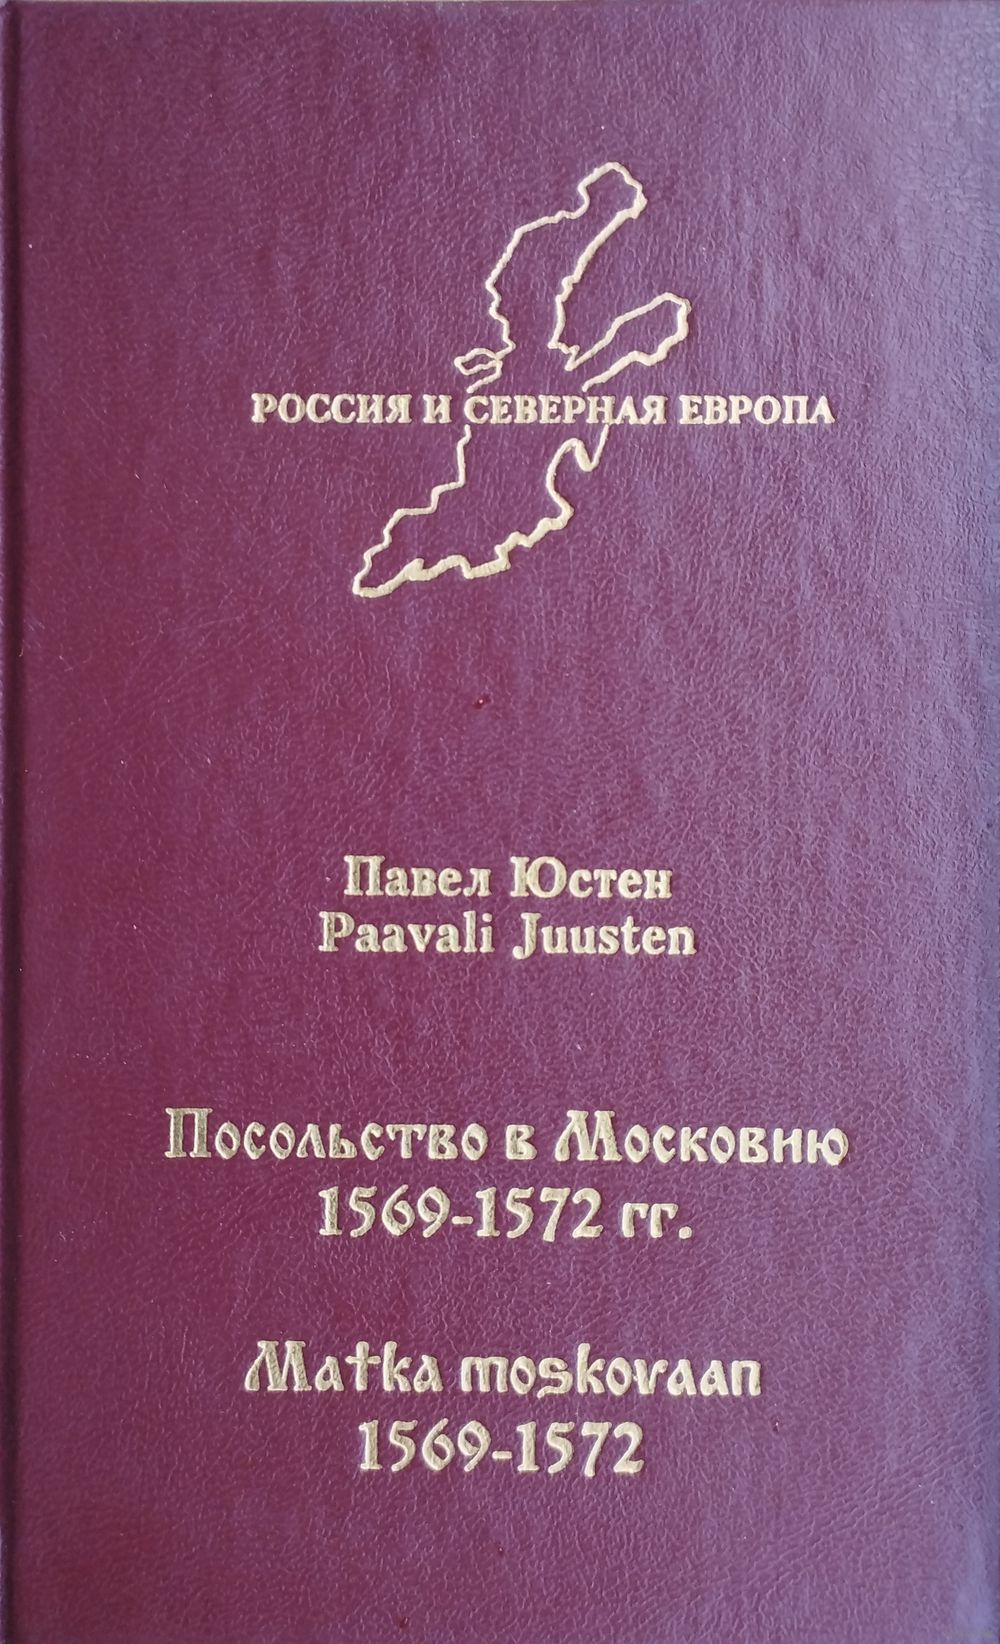 РОССИЯ И СЕВЕРНАЯ ЕВРОПА
Павел Юстен
Paavali Juusten
Посольство в Московию
1569-1572 гг.
Matka moskovaan
1569-1572